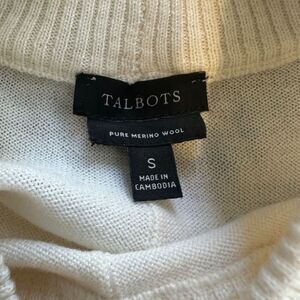 TALBOTS
PURE MERINO WOOL
S
MADE IN
CAMBODIA